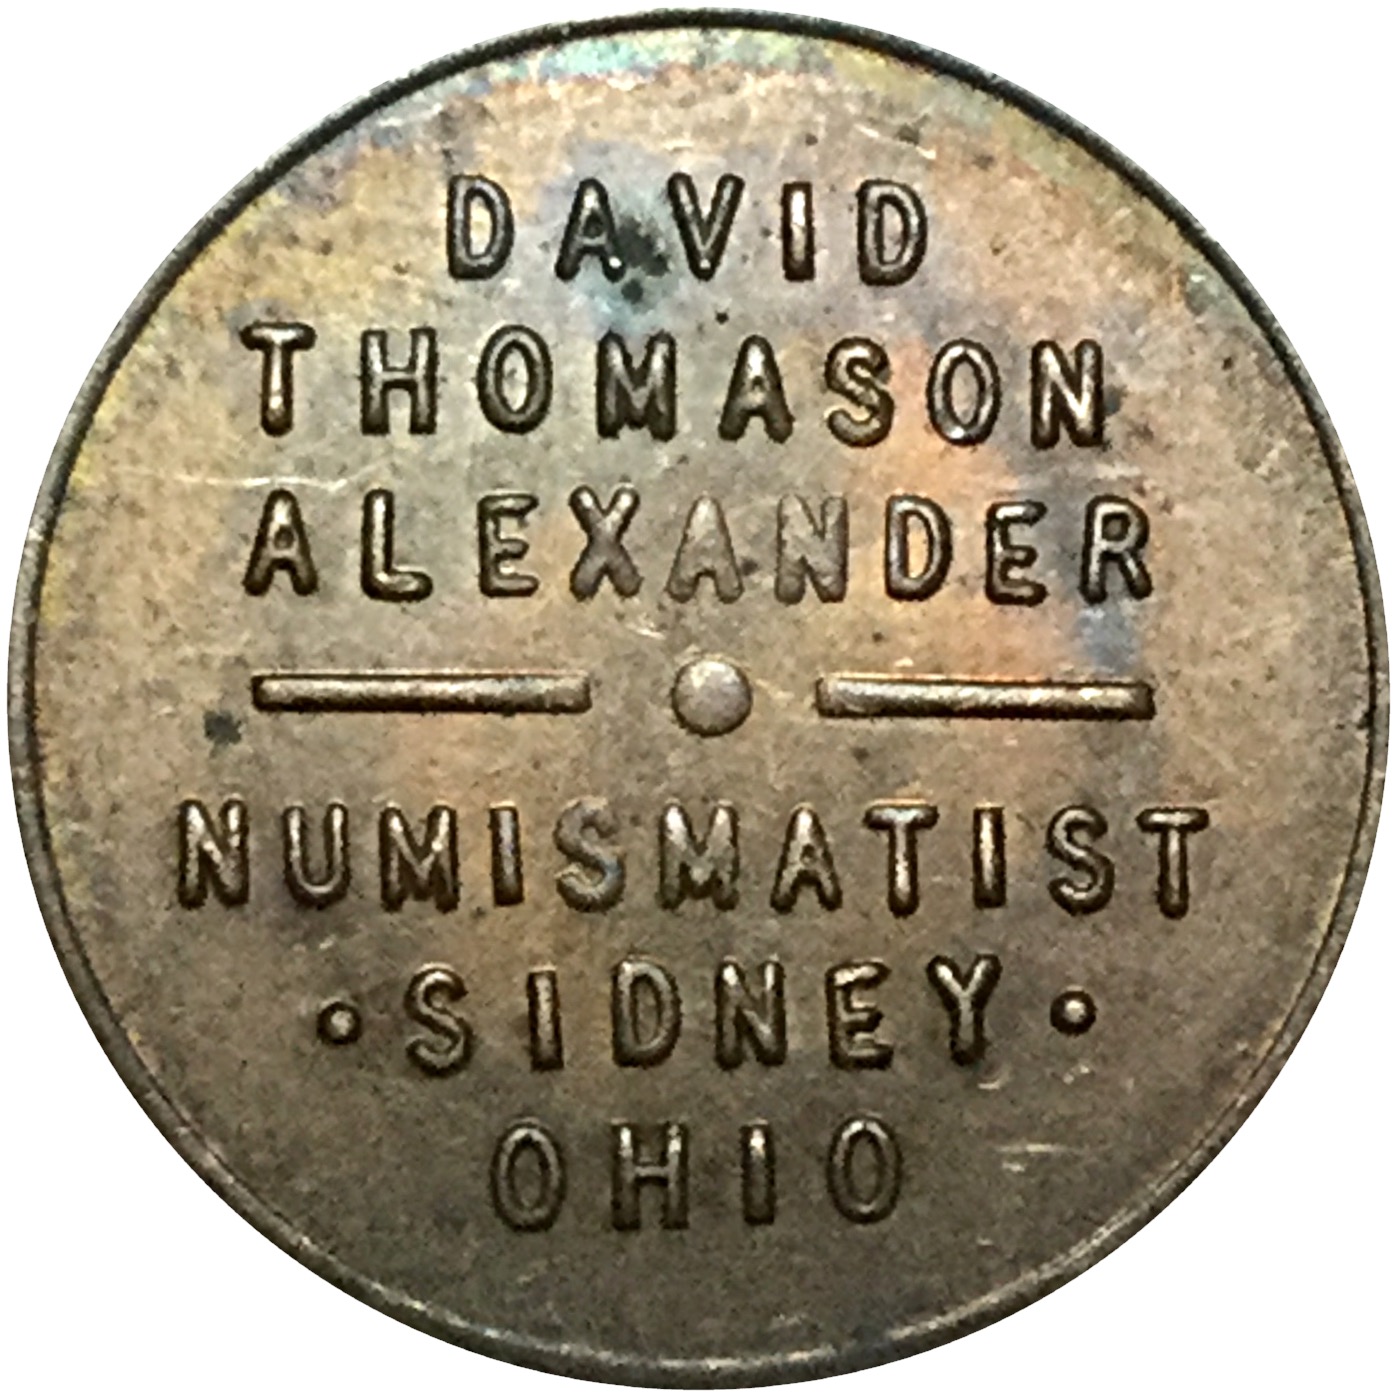 DAVID
THOMASON
ALEXANDER
NUMISMATIST
· SIDNEY ·
OHIO